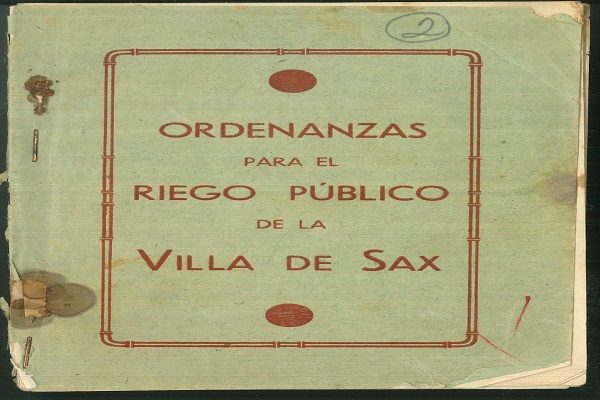 2
ORDENANZAS
PARA EL
RIEGO PÚBLICO
DE LA
VILLA DE SAX